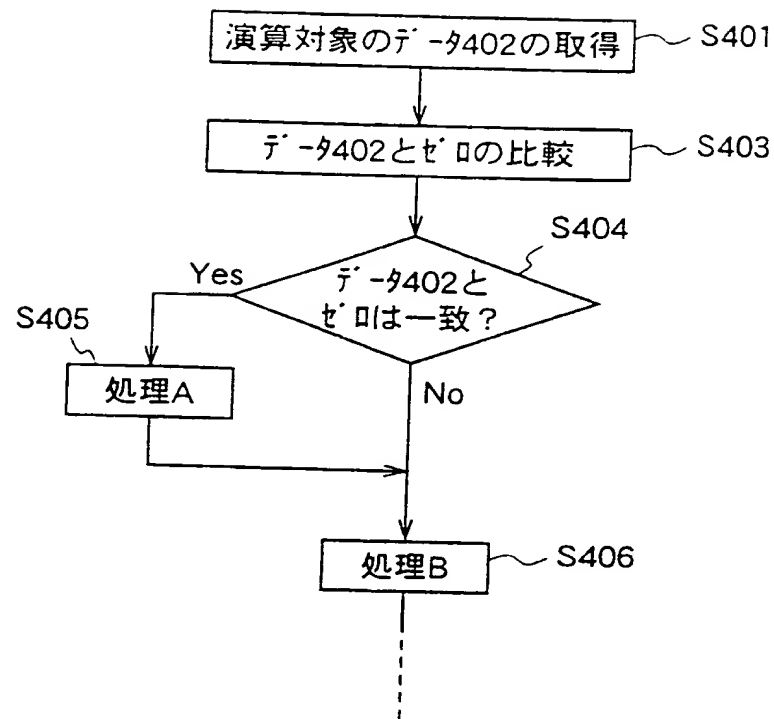 演算対象のﾃﾞｰﾀ402の取得
S401
ﾃﾞｰﾀ402とｾﾞﾛの比較
S403
S404
ﾃﾞｰﾀ402と
ｾﾞﾛは一致?
Yes
S405
処理A
No
処理B
S406